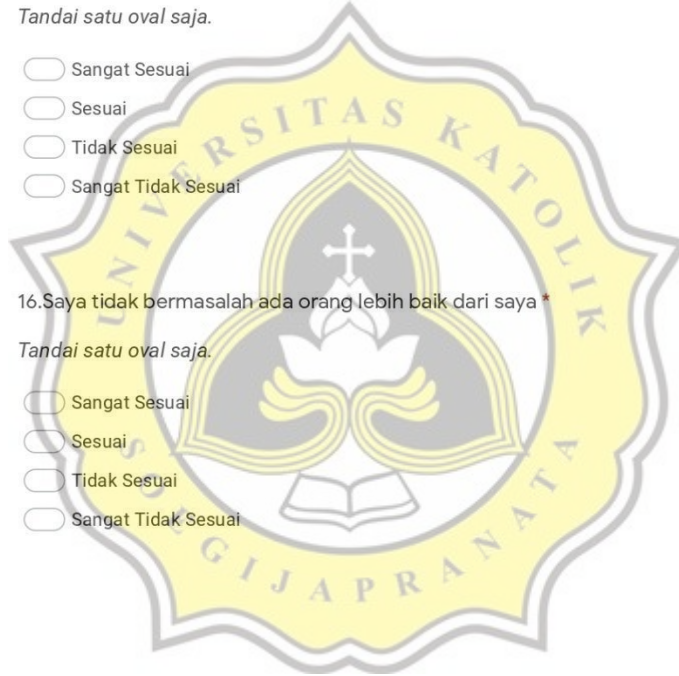 Tandai satu oval saja.
Sangat Sesuai
Sesuai
Tidak Sesuai
Sangat Tidak Sesuai
16.Saya tidak bermasalah ada orang lebih baik dari saya *
Tandai satu oval saja.
Sangat Sesuai
Sesuai
Tidak Sesuai
Sangat Tidak Sesuai
UNIVERSITAS KATOLIK
SOEGIJAPRANATA